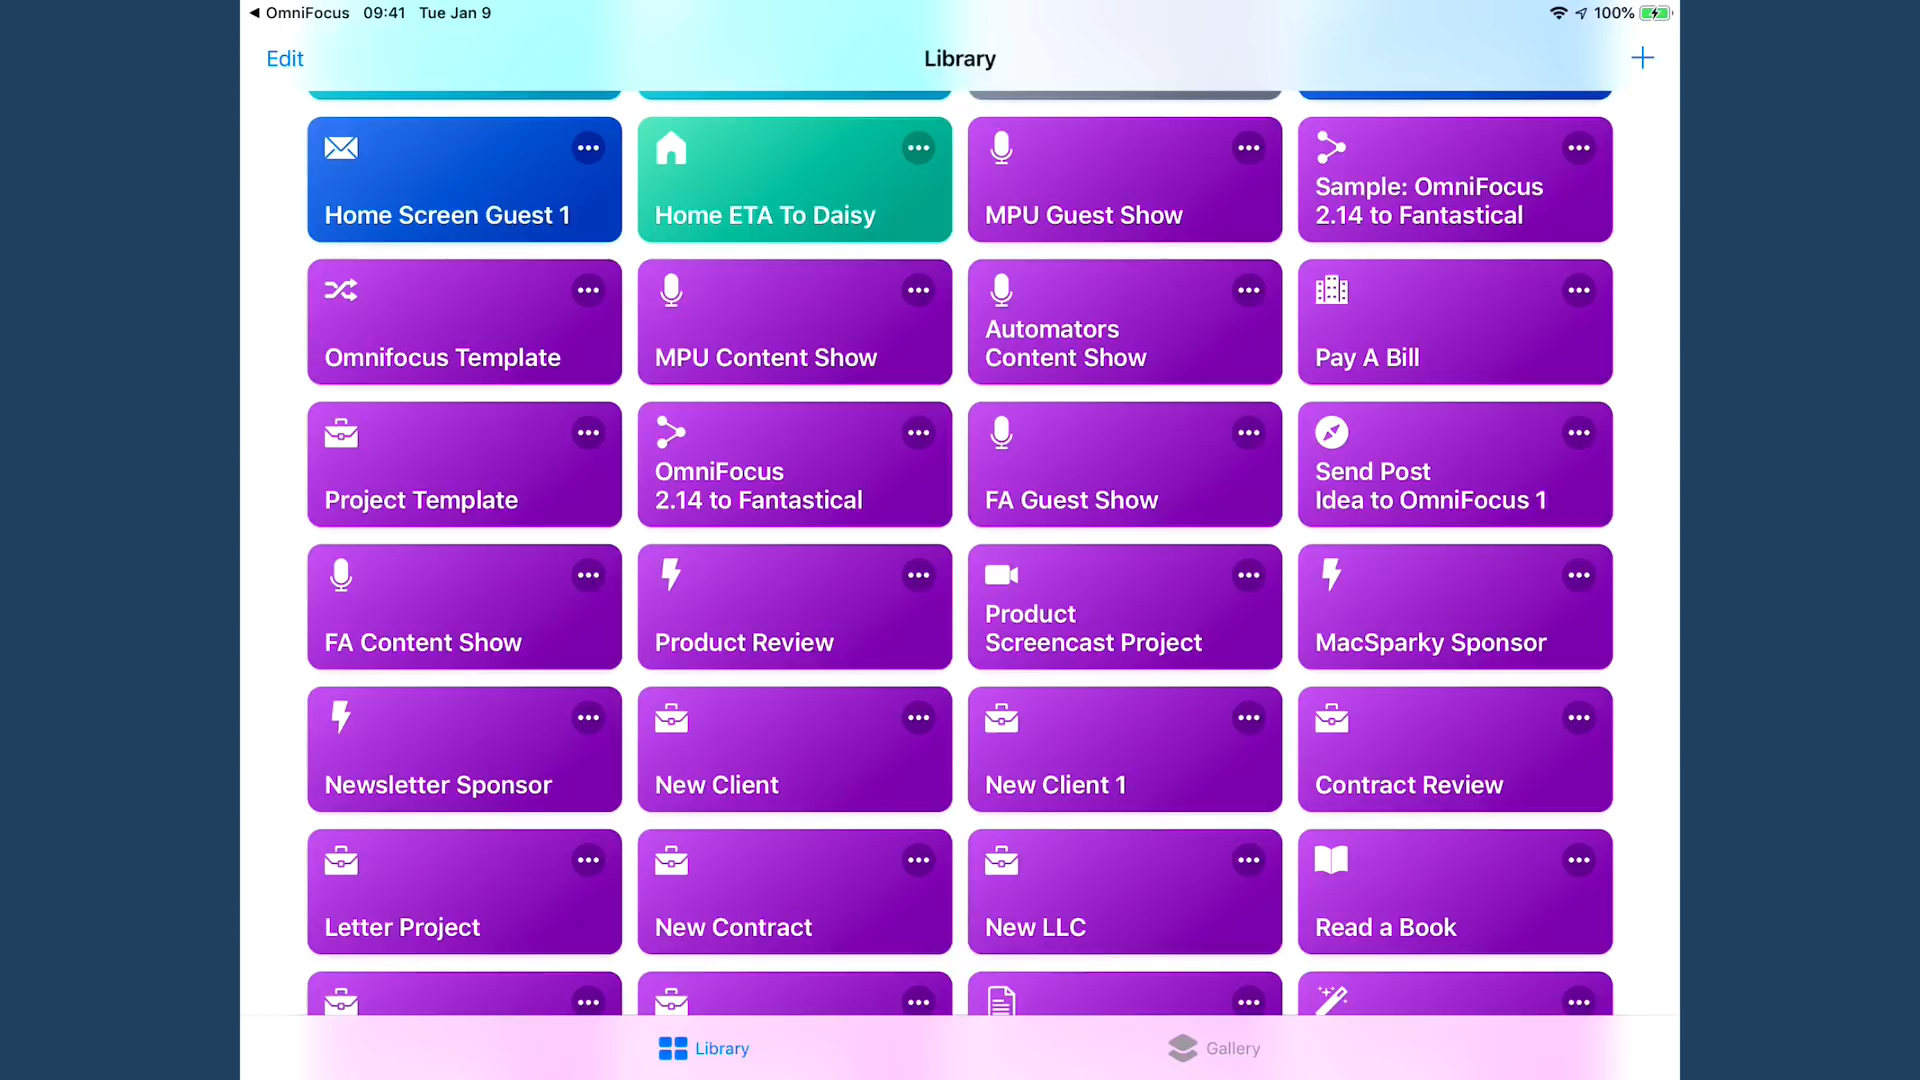 OmniFocus 09:41 Tue Jan 9
100%
Edit
Library
Home Screen Guest 1
Home ETA To Daisy
MPU Guest Show
Sample: OmniFocus
2.14 to Fantastical
Omnifocus Template
MPU Content Show
Automators
Content Show
Pay A Bill
Project Template
OmniFocus
2.14 to Fantastical
FA Guest Show
Send Post
Idea to OmniFocus 1
FA Content Show
Product Review
Product
Screencast Project
MacSparky Sponsor
Newsletter Sponsor
New Client
New Client 1
Contract Review
Letter Project
New Contract
New LLC
Read a Book
Library
Gallery